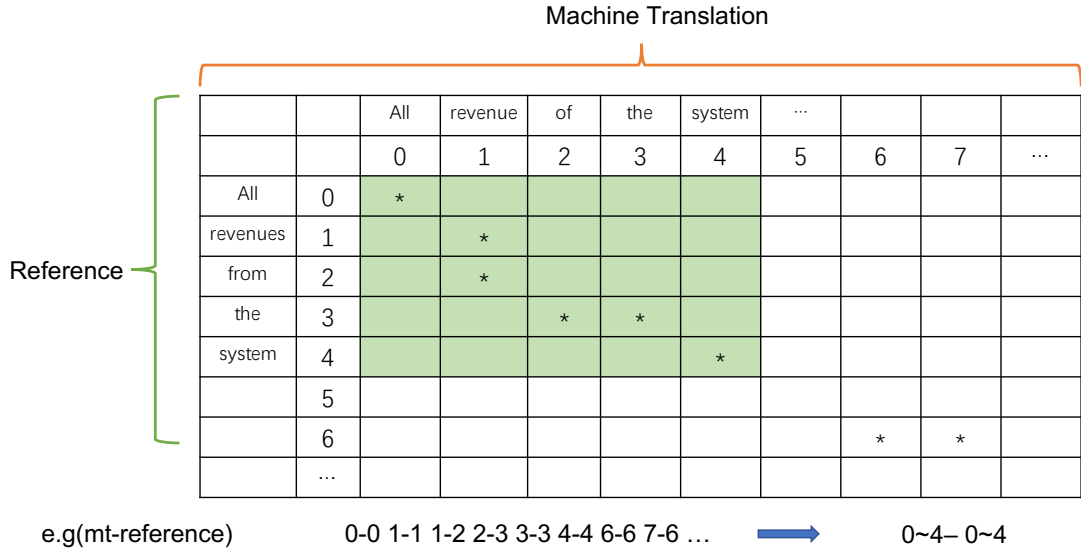 Machine Translation
All revenue of the system ...
0 1 2 3 4 5 6 7 ...
All 0 *
revenues 1 *
Reference
from 2 *
the 3 * *
system 4 *
5
6 * *
...
e.g(mt-reference) 0-0 1-1 1-2 2-3 3-3 4-4 6-6 7-6 ... 0~4– 0~4